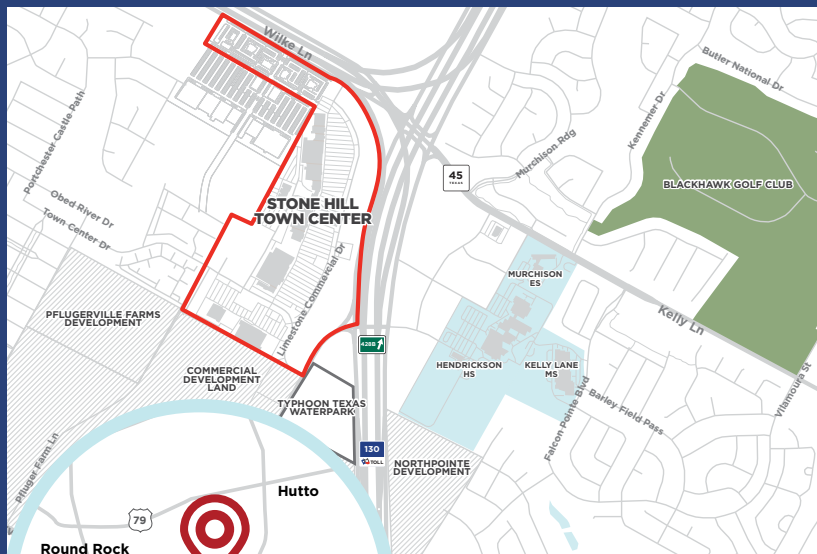 Wilke Ln
Butler National Dr
Kennemer Dr
Portchester Castle Path
Murchison Rdg
45
TEXAS
BLACKHAWK GOLF CLUB
Obed River Dr
Town Center Dr
STONE HILL
TOWN CENTER
Limestone Commercial Dr
MURCHISON
ES
PFLUGERVILLE FARMS
DEVELOPMENT
Kelly Ln
428B
HENDRICKSON
HS
KELLY LANE
MS
COMMERCIAL
DEVELOPMENT
LAND
Vilamoura St
TYPHOON TEXAS
WATERPARK
Falcon Pointe Blvd
Barley Field Pass
130
TOLL
NORTHPOINTE
DEVELOPMENT
Pfluger Farm Ln
Hutto
79
Round Rock